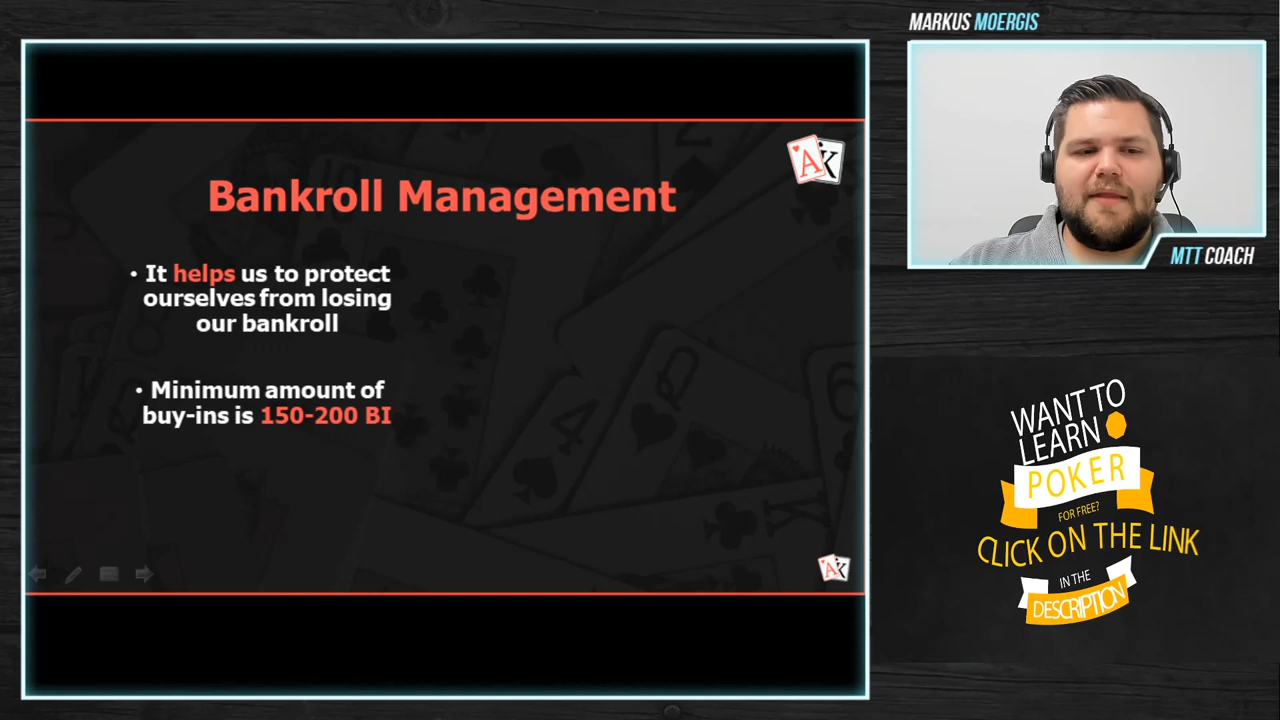 MARKUS MOERGIS
A K
Bankroll Management
• It helps us to protect
ourselves from losing
our bankroll
• Minimum amount of
buy-ins is 150-200 BI
A K
MTT COACH
WANT TO
LEARN
POKER
FOR FREE?
CLICK ON THE LINK
IN THE
DESCRIPTION